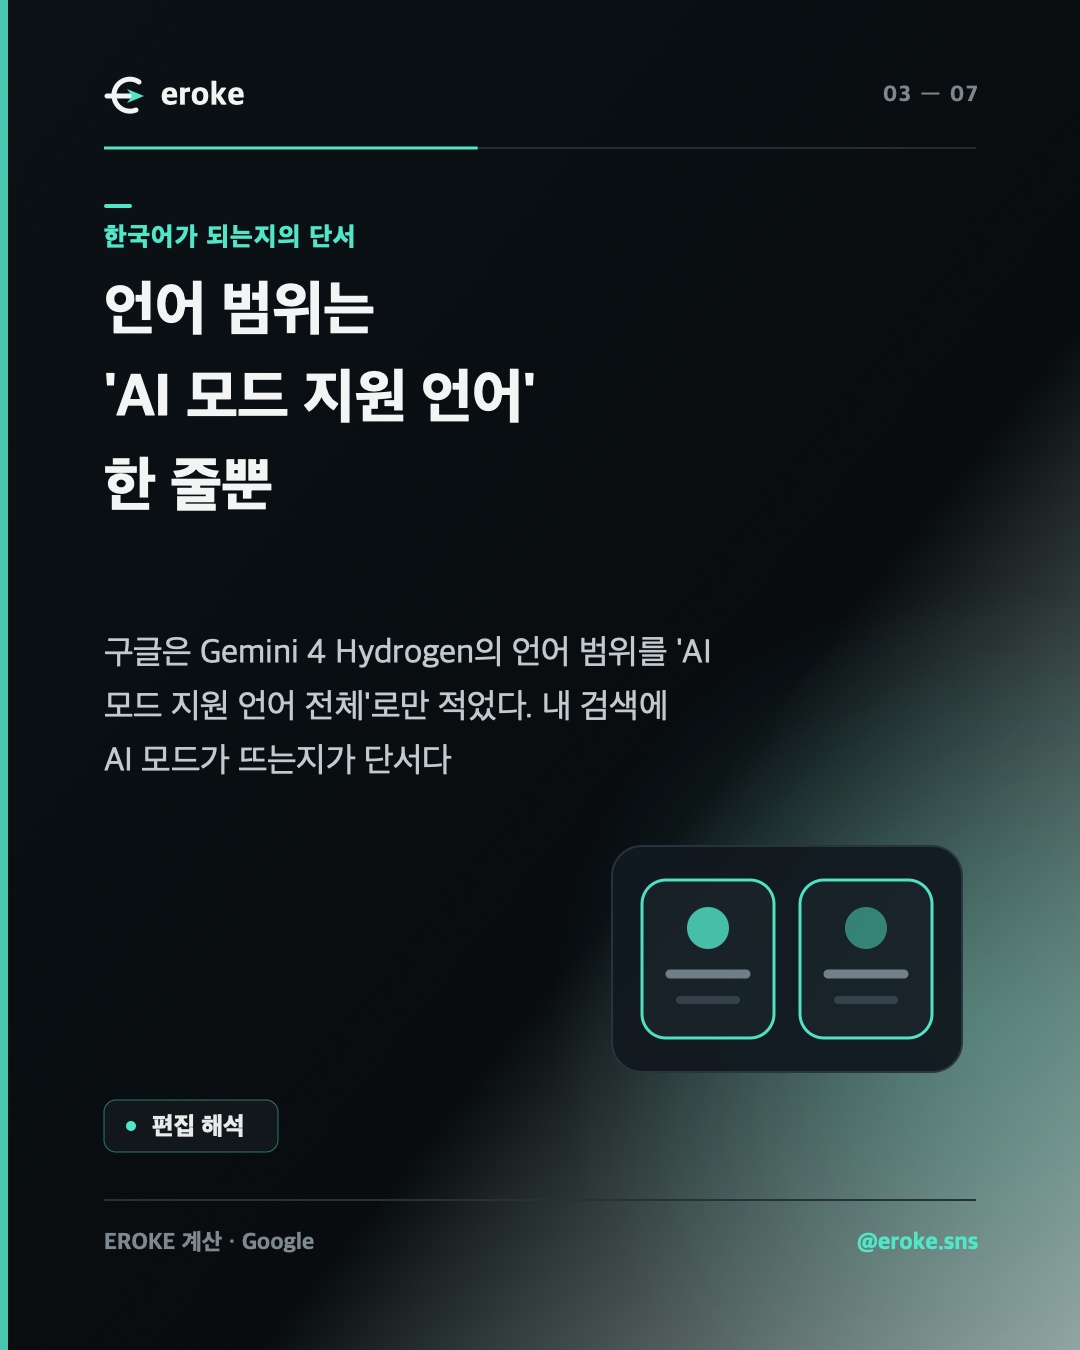 eroke
03 — 07
한국어가 되는지의 단서
언어 범위는
'AI 모드 지원 언어'
한 줄뿐
구글은 Gemini 4 Hydrogen의 언어 범위를 'AI
모드 지원 언어 전체'로만 적었다. 내 검색에
AI 모드가 뜨는지가 단서다
편집 해석
EROKE 계산 · Google
@eroke.sns